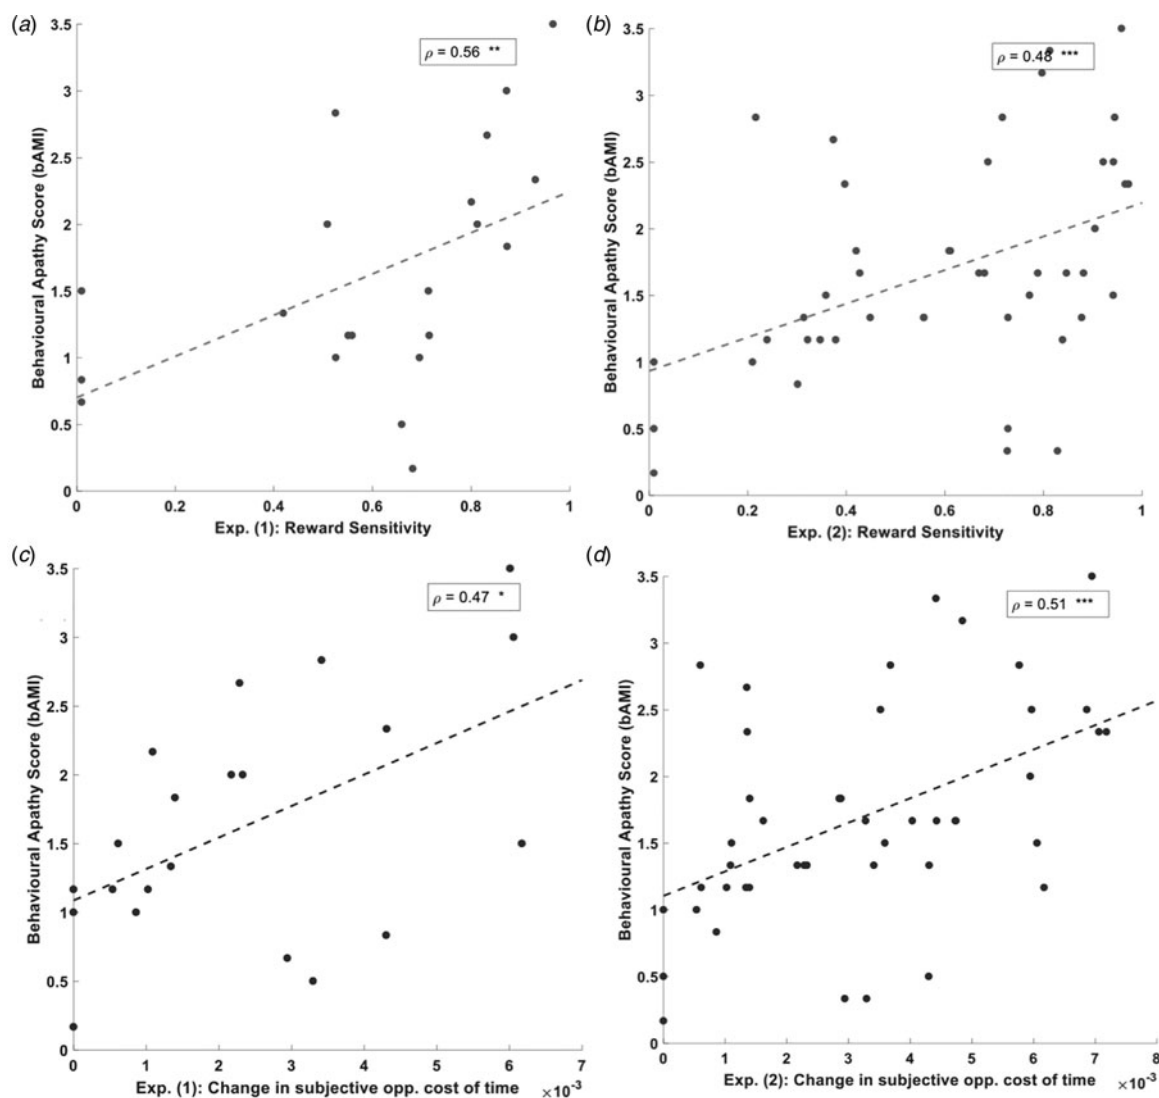 (a)
3.5
ρ = 0.56 **
3
2.5
2
1.5
1
0.5
0
Behavioural Apathy Score (bAMI)
0 0.2 0.4 0.6 0.8 1
Exp. (1): Reward Sensitivity
(b)
3.5
ρ = 0.48 ***
3
2.5
2
1.5
1
0.5
0
Behavioural Apathy Score (bAMI)
0 0.2 0.4 0.6 0.8 1
Exp. (2): Reward Sensitivity
(c)
3.5
ρ = 0.47 *
3
2.5
2
1.5
1
0.5
0
Behavioural Apathy Score (bAMI)
0 1 2 3 4 5 6 7
Exp. (1): Change in subjective opp. cost of time ×10-3
(d)
3.5
ρ = 0.51 ***
3
2.5
2
1.5
1
0.5
0
Behavioural Apathy Score (bAMI)
0 1 2 3 4 5 6 7 8
Exp. (2): Change in subjective opp. cost of time ×10-3